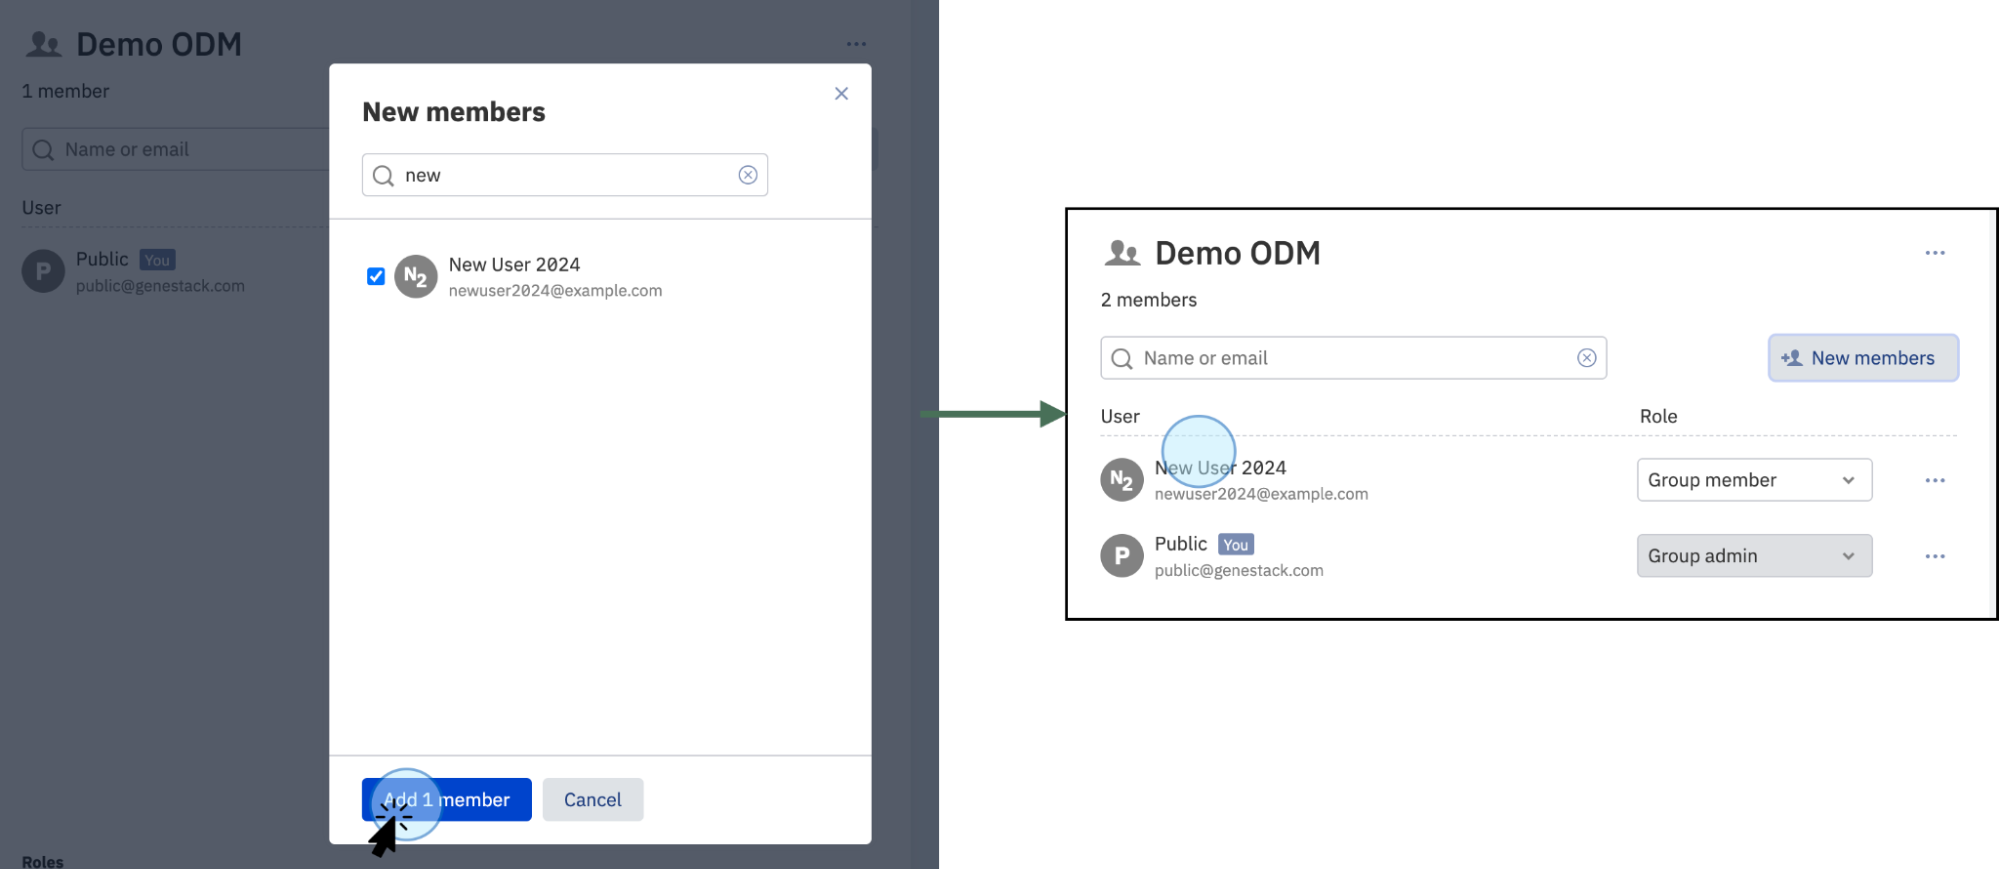 Demo ODM
1 member
Name or email
User
P
Public You
public@genestack.com
Roles
New members
new
N2
New User 2024
newuser2024@example.com
Add 1 member
Cancel
Demo ODM
2 members
Name or email
New members
User Role
N2
New User 2024
newuser2024@example.com
Group member
P
Public You
public@genestack.com
Group admin